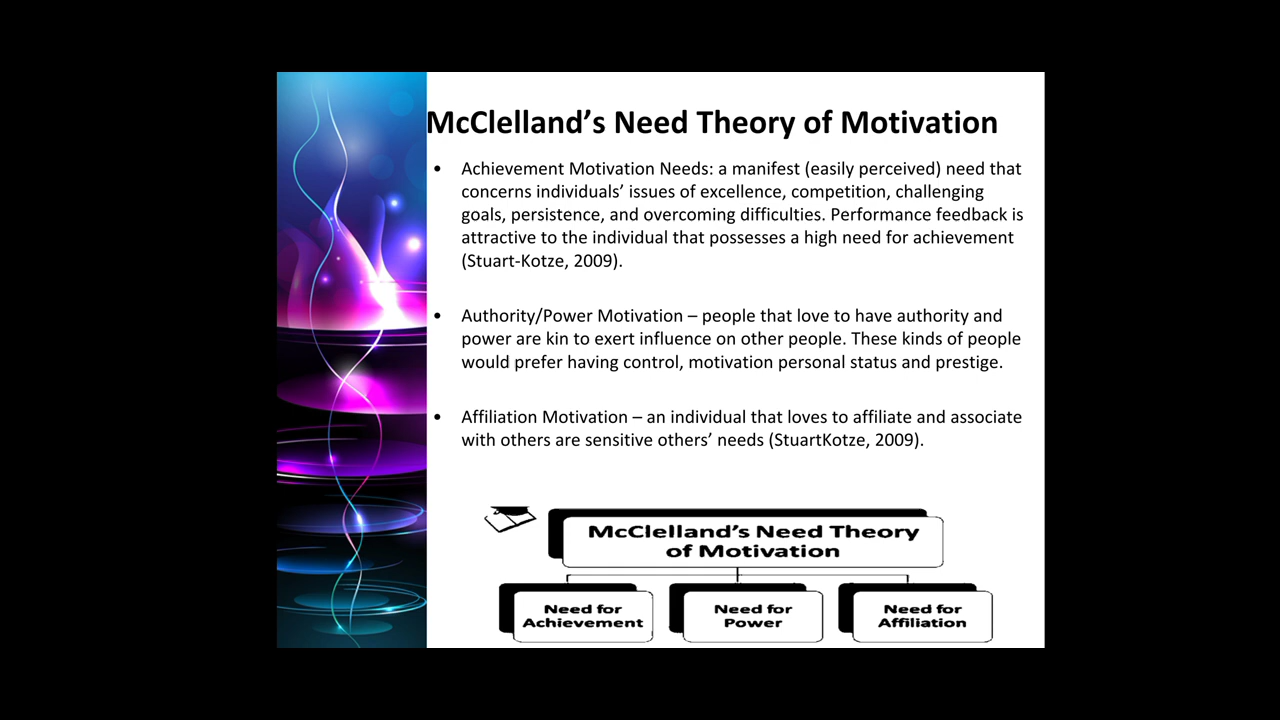 McClelland’s Need Theory of Motivation
• Achievement Motivation Needs: a manifest (easily perceived) need that
concerns individuals’ issues of excellence, competition, challenging
goals, persistence, and overcoming difficulties. Performance feedback is
attractive to the individual that possesses a high need for achievement
(Stuart-Kotze, 2009).
• Authority/Power Motivation – people that love to have authority and
power are kin to exert influence on other people. These kinds of people
would prefer having control, motivation personal status and prestige.
• Affiliation Motivation – an individual that loves to affiliate and associate
with others are sensitive others’ needs (StuartKotze, 2009).
McClelland’s Need Theory
of Motivation
Need for
Achievement
Need for
Power
Need for
Affiliation